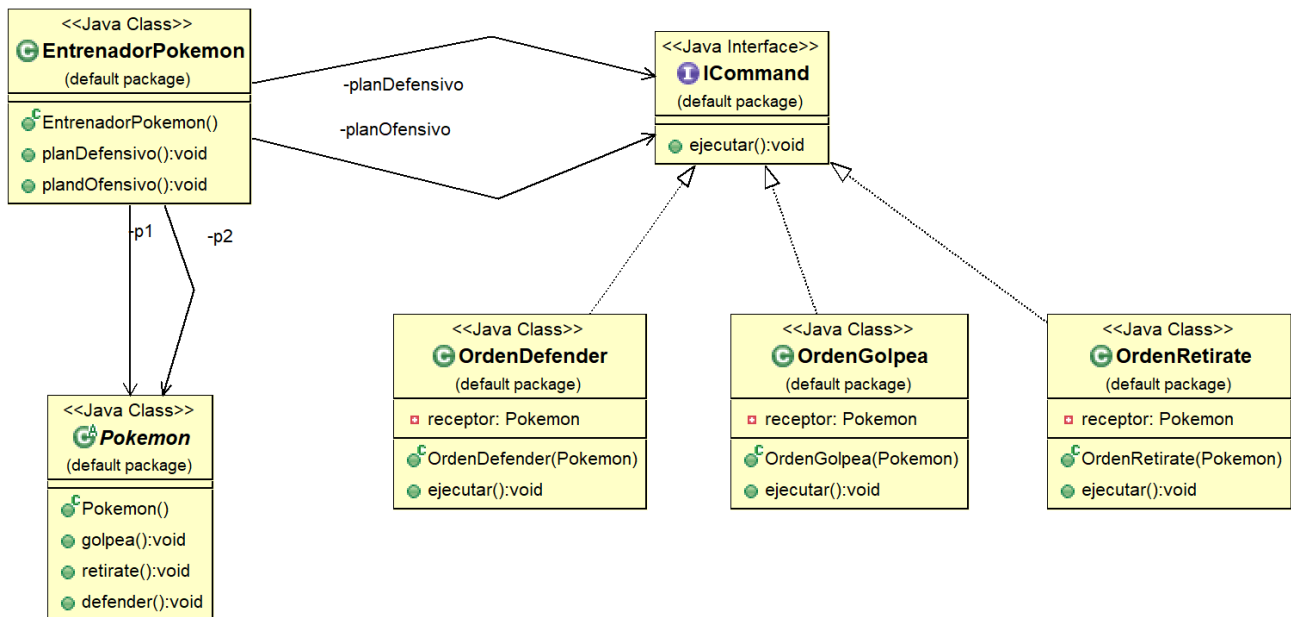 <<Java Class>>
EntrenadorPokemon
(default package)
EntrenadorPokemon()
planDefensivo():void
plandOfensivo():void
-planDefensivo
-planOfensivo
<<Java Interface>>
ICommand
(default package)
ejecutar():void
-p1
-p2
<<Java Class>>
Pokemon
(default package)
Pokemon()
golpea():void
retirate():void
defender():void
<<Java Class>>
OrdenDefender
(default package)
receptor: Pokemon
OrdenDefender(Pokemon)
ejecutar():void
<<Java Class>>
OrdenGolpea
(default package)
receptor: Pokemon
OrdenGolpea(Pokemon)
ejecutar():void
<<Java Class>>
OrdenRetirate
(default package)
receptor: Pokemon
OrdenRetirate(Pokemon)
ejecutar():void